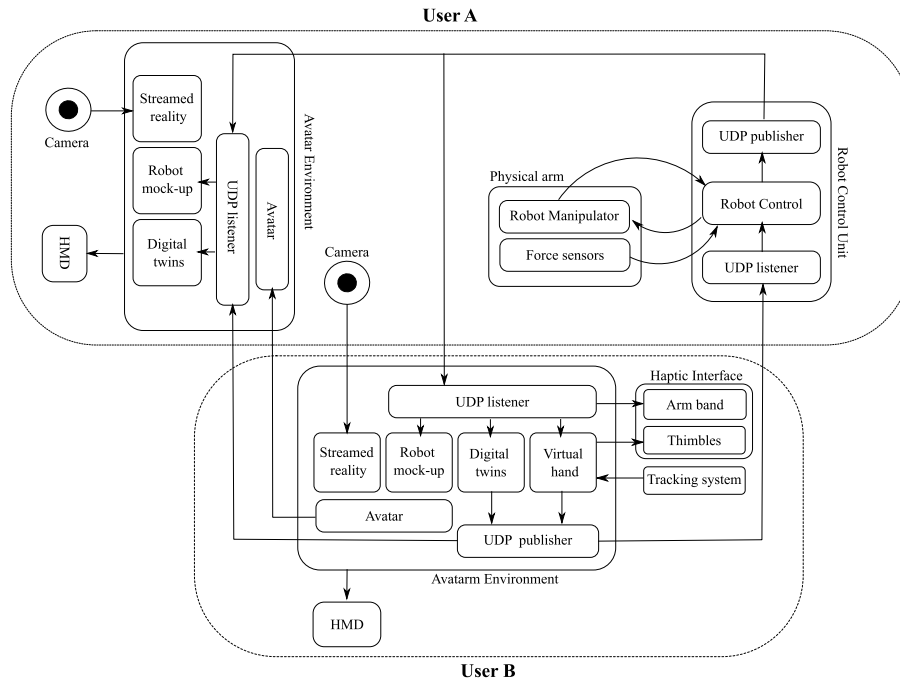 User A
Camera
Streamed
reality
Robot
mock-up
Digital
twins
UDP listener
Avatar
Avatar Environment
HMD
Camera
Physical arm
Robot Manipulator
Force sensors
UDP publisher
Robot Control
UDP listener
Robot Control Unit
UDP listener
Streamed
reality
Robot
mock-up
Digital
twins
Virtual
hand
Avatar
UDP publisher
Avatarm Environment
Haptic Interface
Arm band
Thimbles
Tracking system
HMD
User B